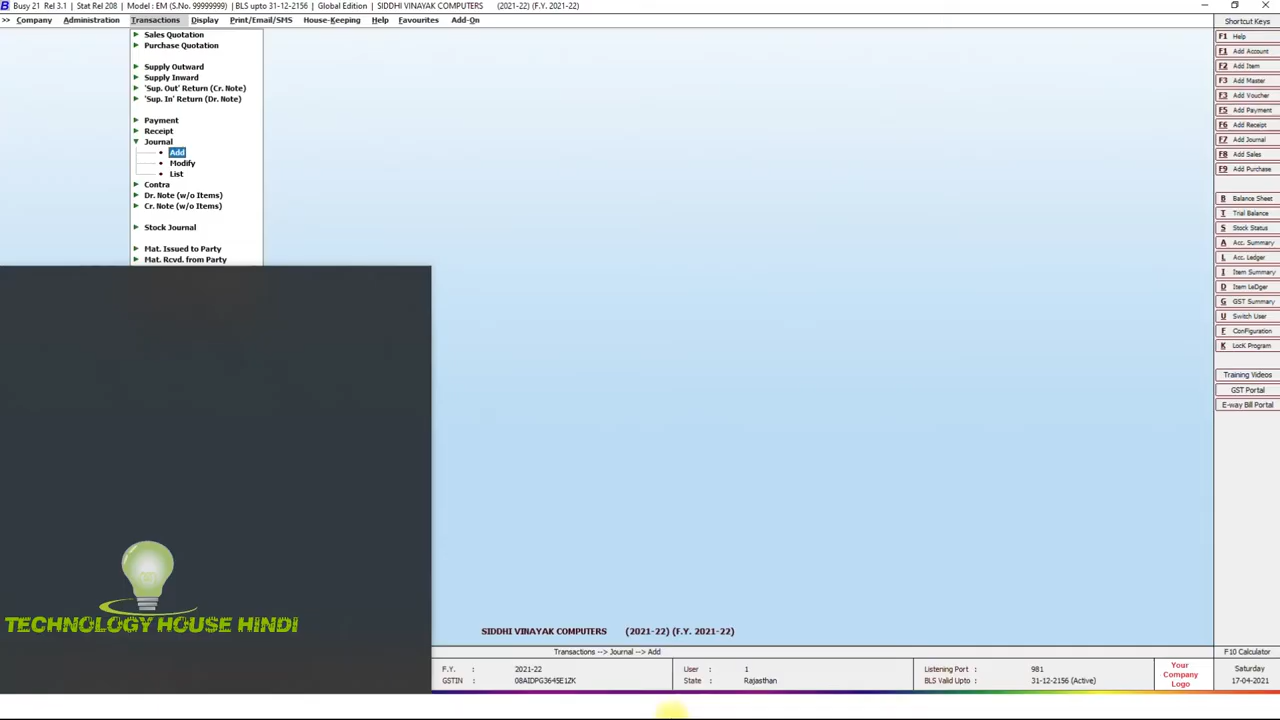 Busy 21 Rel 3.1 | Stat Rel 208 | Model : EM (S.No. 99999999) | BLS upto 31-12-2156 | Global Edition | SIDDHI VINAYAK COMPUTERS (2021-22) (F.Y. 2021-22)
>> Company Administration Transactions Display Print/Email/SMS House-Keeping Help Favourites Add-On
Sales Quotation
Purchase Quotation
Supply Outward
Supply Inward
'Sup. Out' Return (Cr. Note)
'Sup. In' Return (Dr. Note)
Payment
Receipt
Journal
Add
Modify
List
Contra
Dr. Note (w/o Items)
Cr. Note (w/o Items)
Stock Journal
Mat. Issued to Party
Mat. Rcvd. from Party
TECHNOLOGY HOUSE HINDI
Shortcut Keys
F1 Help
F1 Add Account
F2 Add Item
F3 Add Master
F3 Add Voucher
F5 Add Payment
F6 Add Receipt
F7 Add Journal
F8 Add Sales
F9 Add Purchase
B Balance Sheet
T Trial Balance
S Stock Status
A Acc. Summary
L Acc. Ledger
I Item Summary
D Item LeDger
G GST Summary
U Switch User
F ConFiguration
K LocK Program
Training Videos
GST Portal
E-way Bill Portal
SIDDHI VINAYAK COMPUTERS (2021-22) (F.Y. 2021-22)
Transactions --> Journal --> Add
F10 Calculator
F.Y. : 2021-22 User : 1 Listening Port : 981
GSTIN : 08AIDPG3645E1ZK State : Rajasthan BLS Valid Upto : 31-12-2156 (Active)
Your
Company
Logo
Saturday
17-04-2021